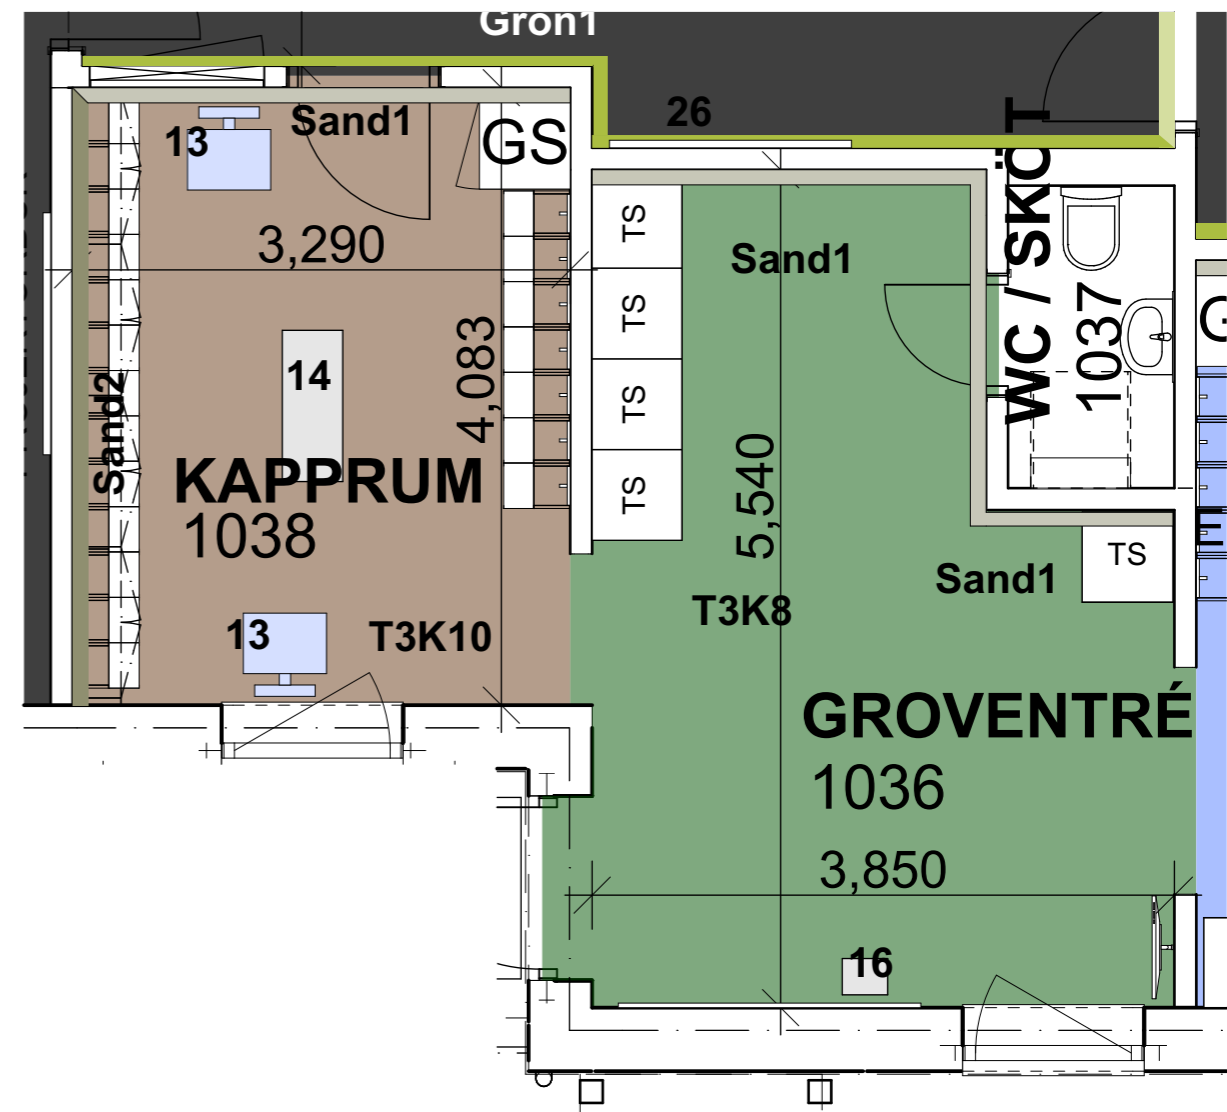 Grön1
26
Sand1
13
GS
TS
WC / SKÖT
1037
3,290
Sand1
TS
G
14
4,083
TS
Sand2
KAPPRUM
1038
TS
5,540
TS
Sand1
13
T3K10
T3K8
GROVENTRÉ
1036
3,850
16